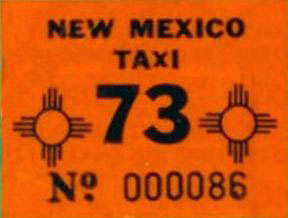 NEW MEXICO
TAXI
73
Nº 000086